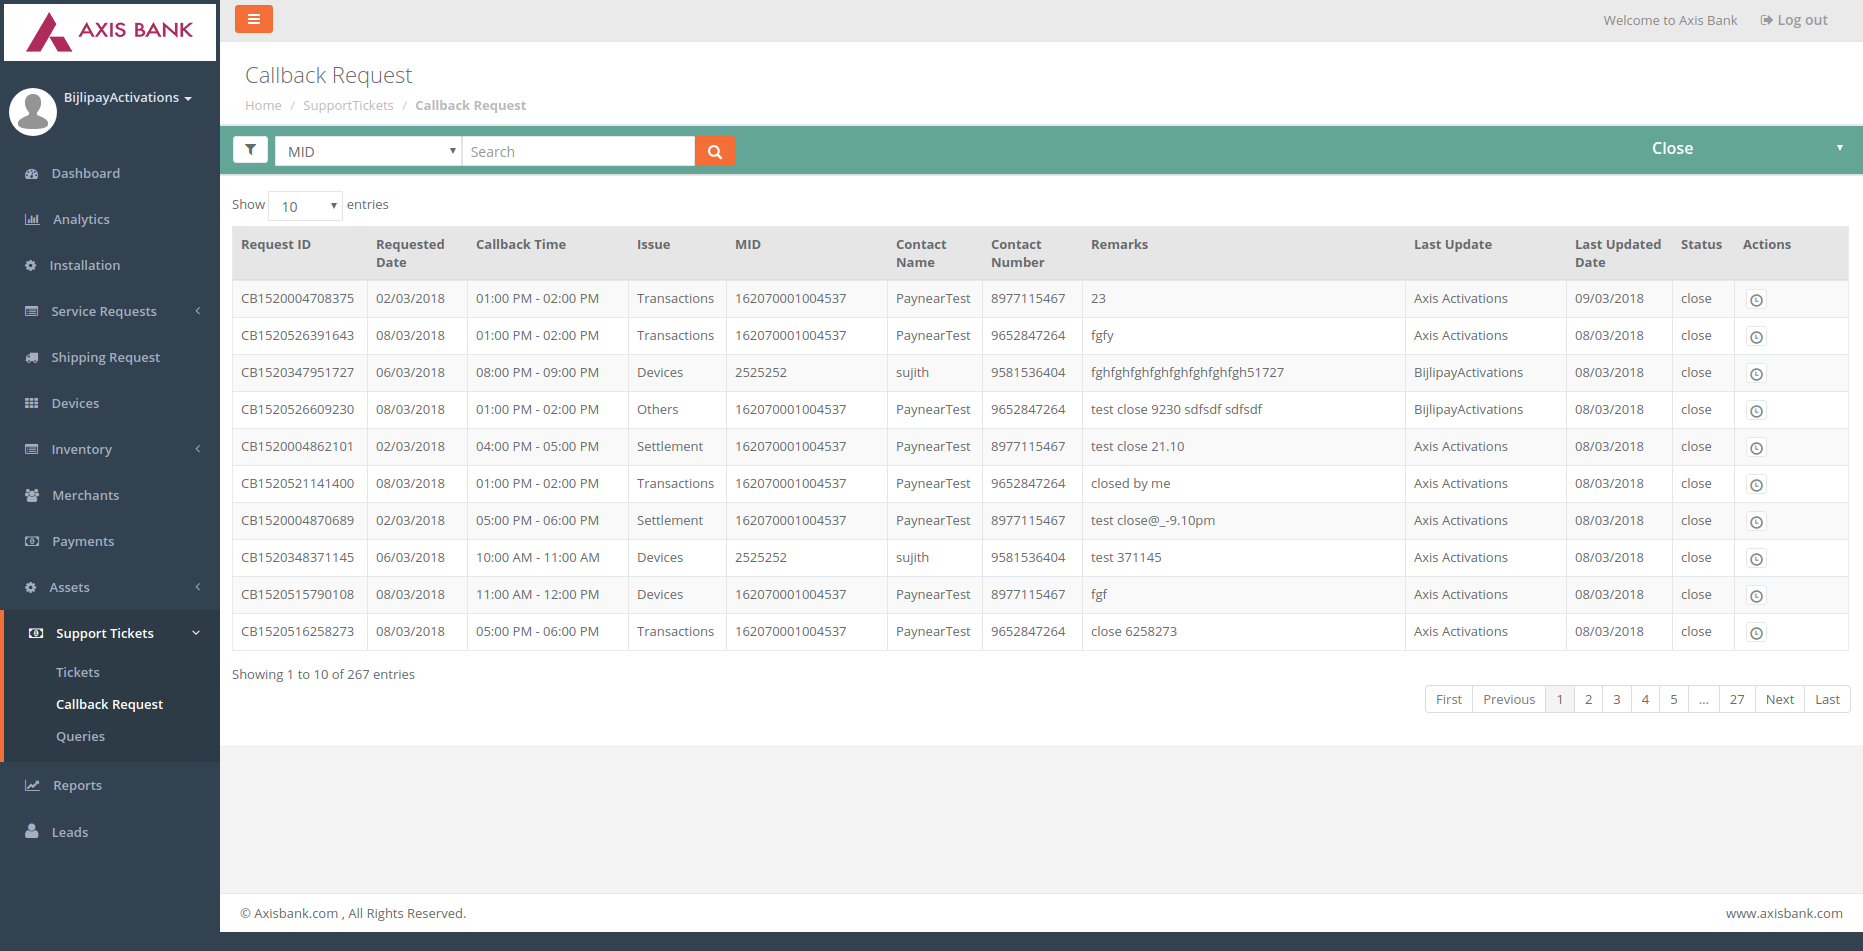 AXIS BANK
Welcome to Axis Bank Log out
BijlipayActivations
Dashboard
Analytics
Installation
Service Requests
Shipping Request
Devices
Inventory
Merchants
Payments
Assets
Support Tickets
Tickets
Callback Request
Queries
Reports
Leads
Callback Request
Home / SupportTickets / Callback Request
MID Search Close
Show 10 entries
Request ID Requested Date Callback Time Issue MID Contact Name Contact Number Remarks Last Update Last Updated Date Status Actions
CB1520004708375 02/03/2018 01:00 PM - 02:00 PM Transactions 162070001004537 PaynearTest 8977115467 23 Axis Activations 09/03/2018 close
CB1520526391643 08/03/2018 01:00 PM - 02:00 PM Transactions 162070001004537 PaynearTest 9652847264 fgfy Axis Activations 08/03/2018 close
CB1520347951727 06/03/2018 08:00 PM - 09:00 PM Devices 2525252 sujith 9581536404 fghfghfghfghfghfghfghfgh51727 BijlipayActivations 08/03/2018 close
CB1520526609230 08/03/2018 01:00 PM - 02:00 PM Others 162070001004537 PaynearTest 9652847264 test close 9230 sdfsdf sdfsdf BijlipayActivations 08/03/2018 close
CB1520004862101 02/03/2018 04:00 PM - 05:00 PM Settlement 162070001004537 PaynearTest 8977115467 test close 21.10 Axis Activations 08/03/2018 close
CB1520521141400 08/03/2018 01:00 PM - 02:00 PM Transactions 162070001004537 PaynearTest 9652847264 closed by me Axis Activations 08/03/2018 close
CB1520004870689 02/03/2018 05:00 PM - 06:00 PM Settlement 162070001004537 PaynearTest 8977115467 test close@_-9.10pm Axis Activations 08/03/2018 close
CB1520348371145 06/03/2018 10:00 AM - 11:00 AM Devices 2525252 sujith 9581536404 test 371145 Axis Activations 08/03/2018 close
CB1520515790108 08/03/2018 11:00 AM - 12:00 PM Devices 162070001004537 PaynearTest 8977115467 fgf Axis Activations 08/03/2018 close
CB1520516258273 08/03/2018 05:00 PM - 06:00 PM Transactions 162070001004537 PaynearTest 9652847264 close 6258273 Axis Activations 08/03/2018 close
Showing 1 to 10 of 267 entries
First Previous 1 2 3 4 5 ... 27 Next Last
© Axisbank.com , All Rights Reserved. www.axisbank.com